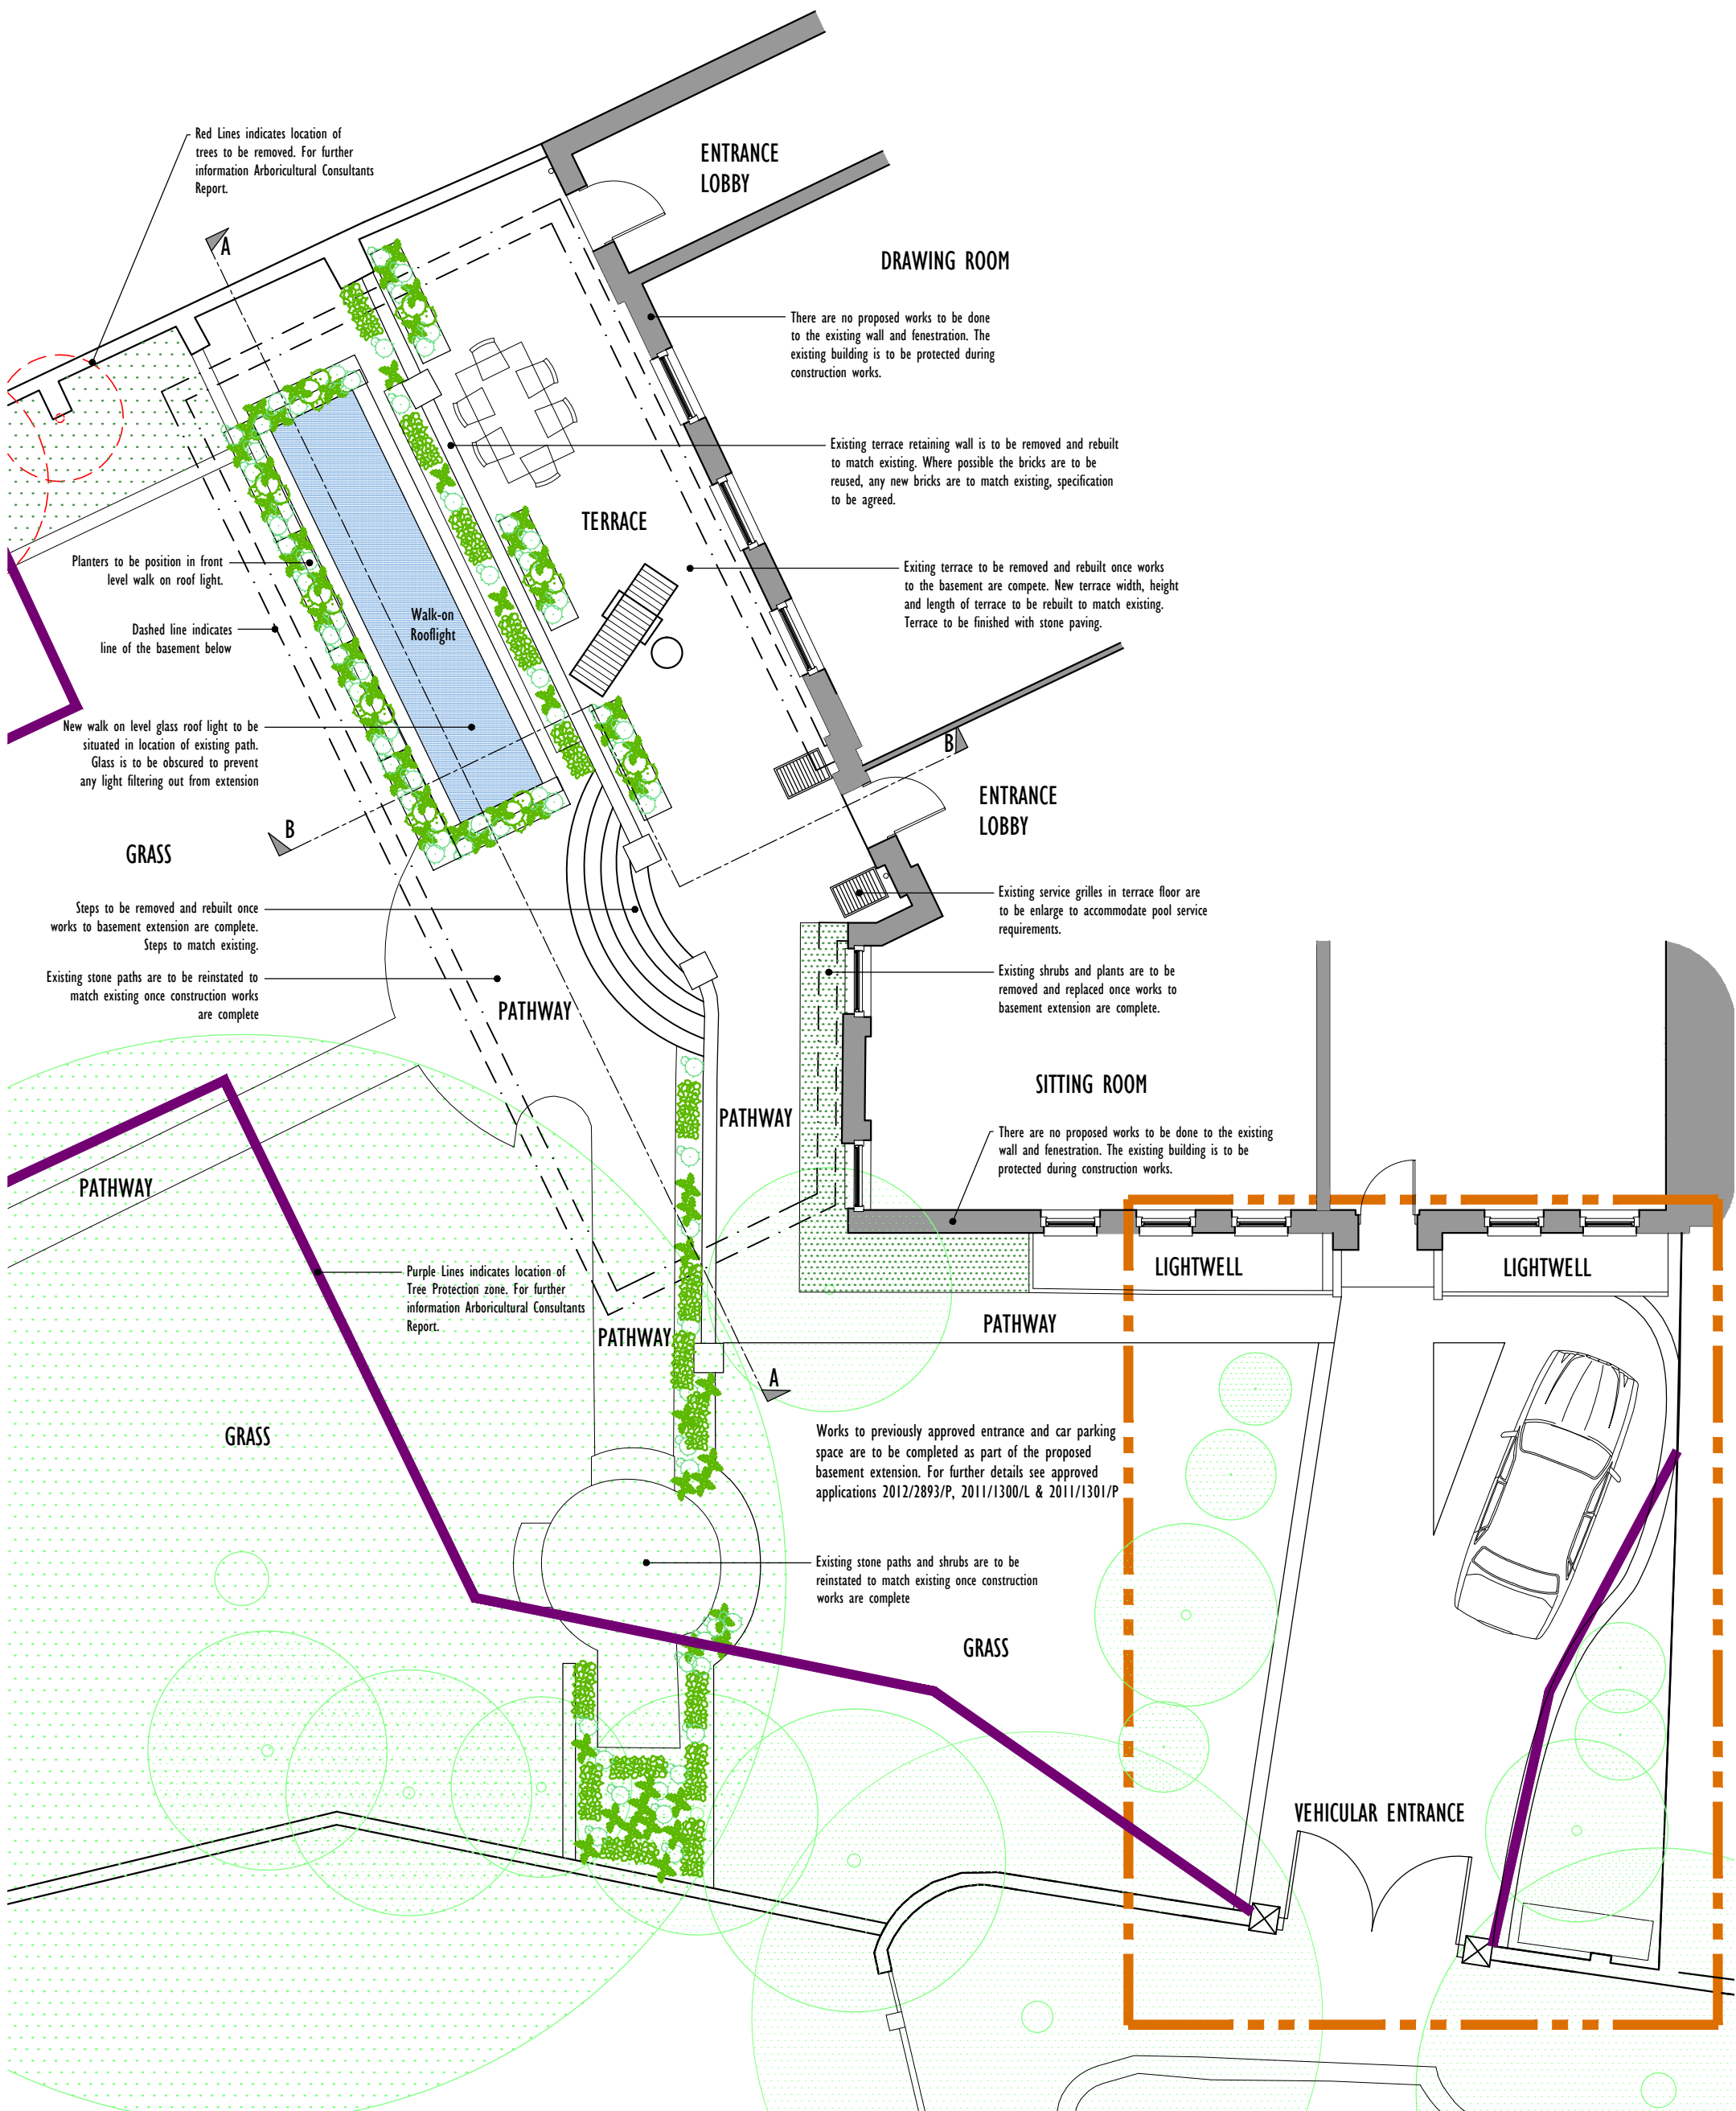 Red Lines indicates location of
trees to be removed. For further
information Arboricultural Consultants
Report.
ENTRANCE
LOBBY
A
DRAWING ROOM
There are no proposed works to be done
to the existing wall and fenestration. The
existing building is to be protected during
construction works.
Existing terrace retaining wall is to be removed and rebuilt
to match existing. Where possible the bricks are to be
reused, any new bricks are to match existing, specification
to be agreed.
TERRACE
Planters to be position in front
level walk on roof light.
Exiting terrace to be removed and rebuilt once works
to the basement are compete. New terrace width, height
and length of terrace to be rebuilt to match existing.
Terrace to be finished with stone paving.
Walk-on
Rooflight
Dashed line indicates
line of the basement below
New walk on level glass roof light to be
situated in location of existing path.
Glass is to be obscured to prevent
any light filtering out from extension
B
ENTRANCE
LOBBY
B
GRASS
Existing service grilles in terrace floor are
to be enlarge to accommodate pool service
requirements.
Steps to be removed and rebuilt once
works to basement extension are complete.
Steps to match existing.
Existing stone paths are to be reinstated to
match existing once construction works
are complete
Existing shrubs and plants are to be
removed and replaced once works to
basement extension are complete.
PATHWAY
SITTING ROOM
PATHWAY
There are no proposed works to be done to the existing
wall and fenestration. The existing building is to be
protected during construction works.
PATHWAY
LIGHTWELL
LIGHTWELL
Purple Lines indicates location of
Tree Protection zone. For further
information Arboricultural Consultants
Report.
PATHWAY
PATHWAY
A
GRASS
Works to previously approved entrance and car parking
space are to be completed as part of the proposed
basement extension. For further details see approved
applications 2012/2893/P, 2011/1300/L & 2011/1301/P
Existing stone paths and shrubs are to be
reinstated to match existing once construction
works are complete
GRASS
VEHICULAR ENTRANCE